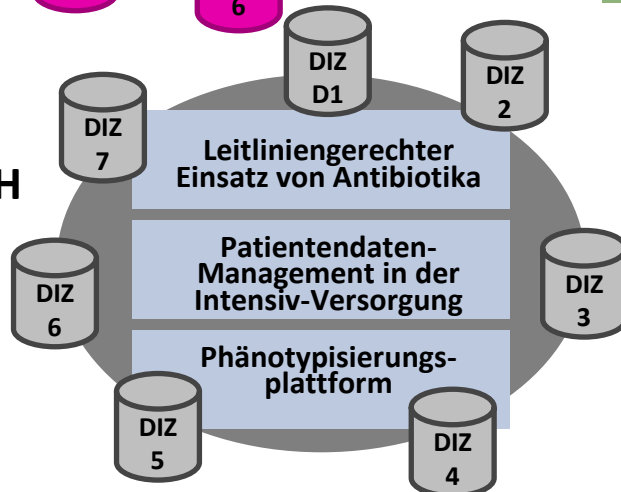 6
DIZ
D1
DIZ
2
DIZ
7
Leitliniengerechter
Einsatz von Antibiotika
H
Patientendaten-
Management in der
Intensiv-Versorgung
DIZ
6
DIZ
3
Phänotypisierungs-
plattform
DIZ
5
DIZ
4